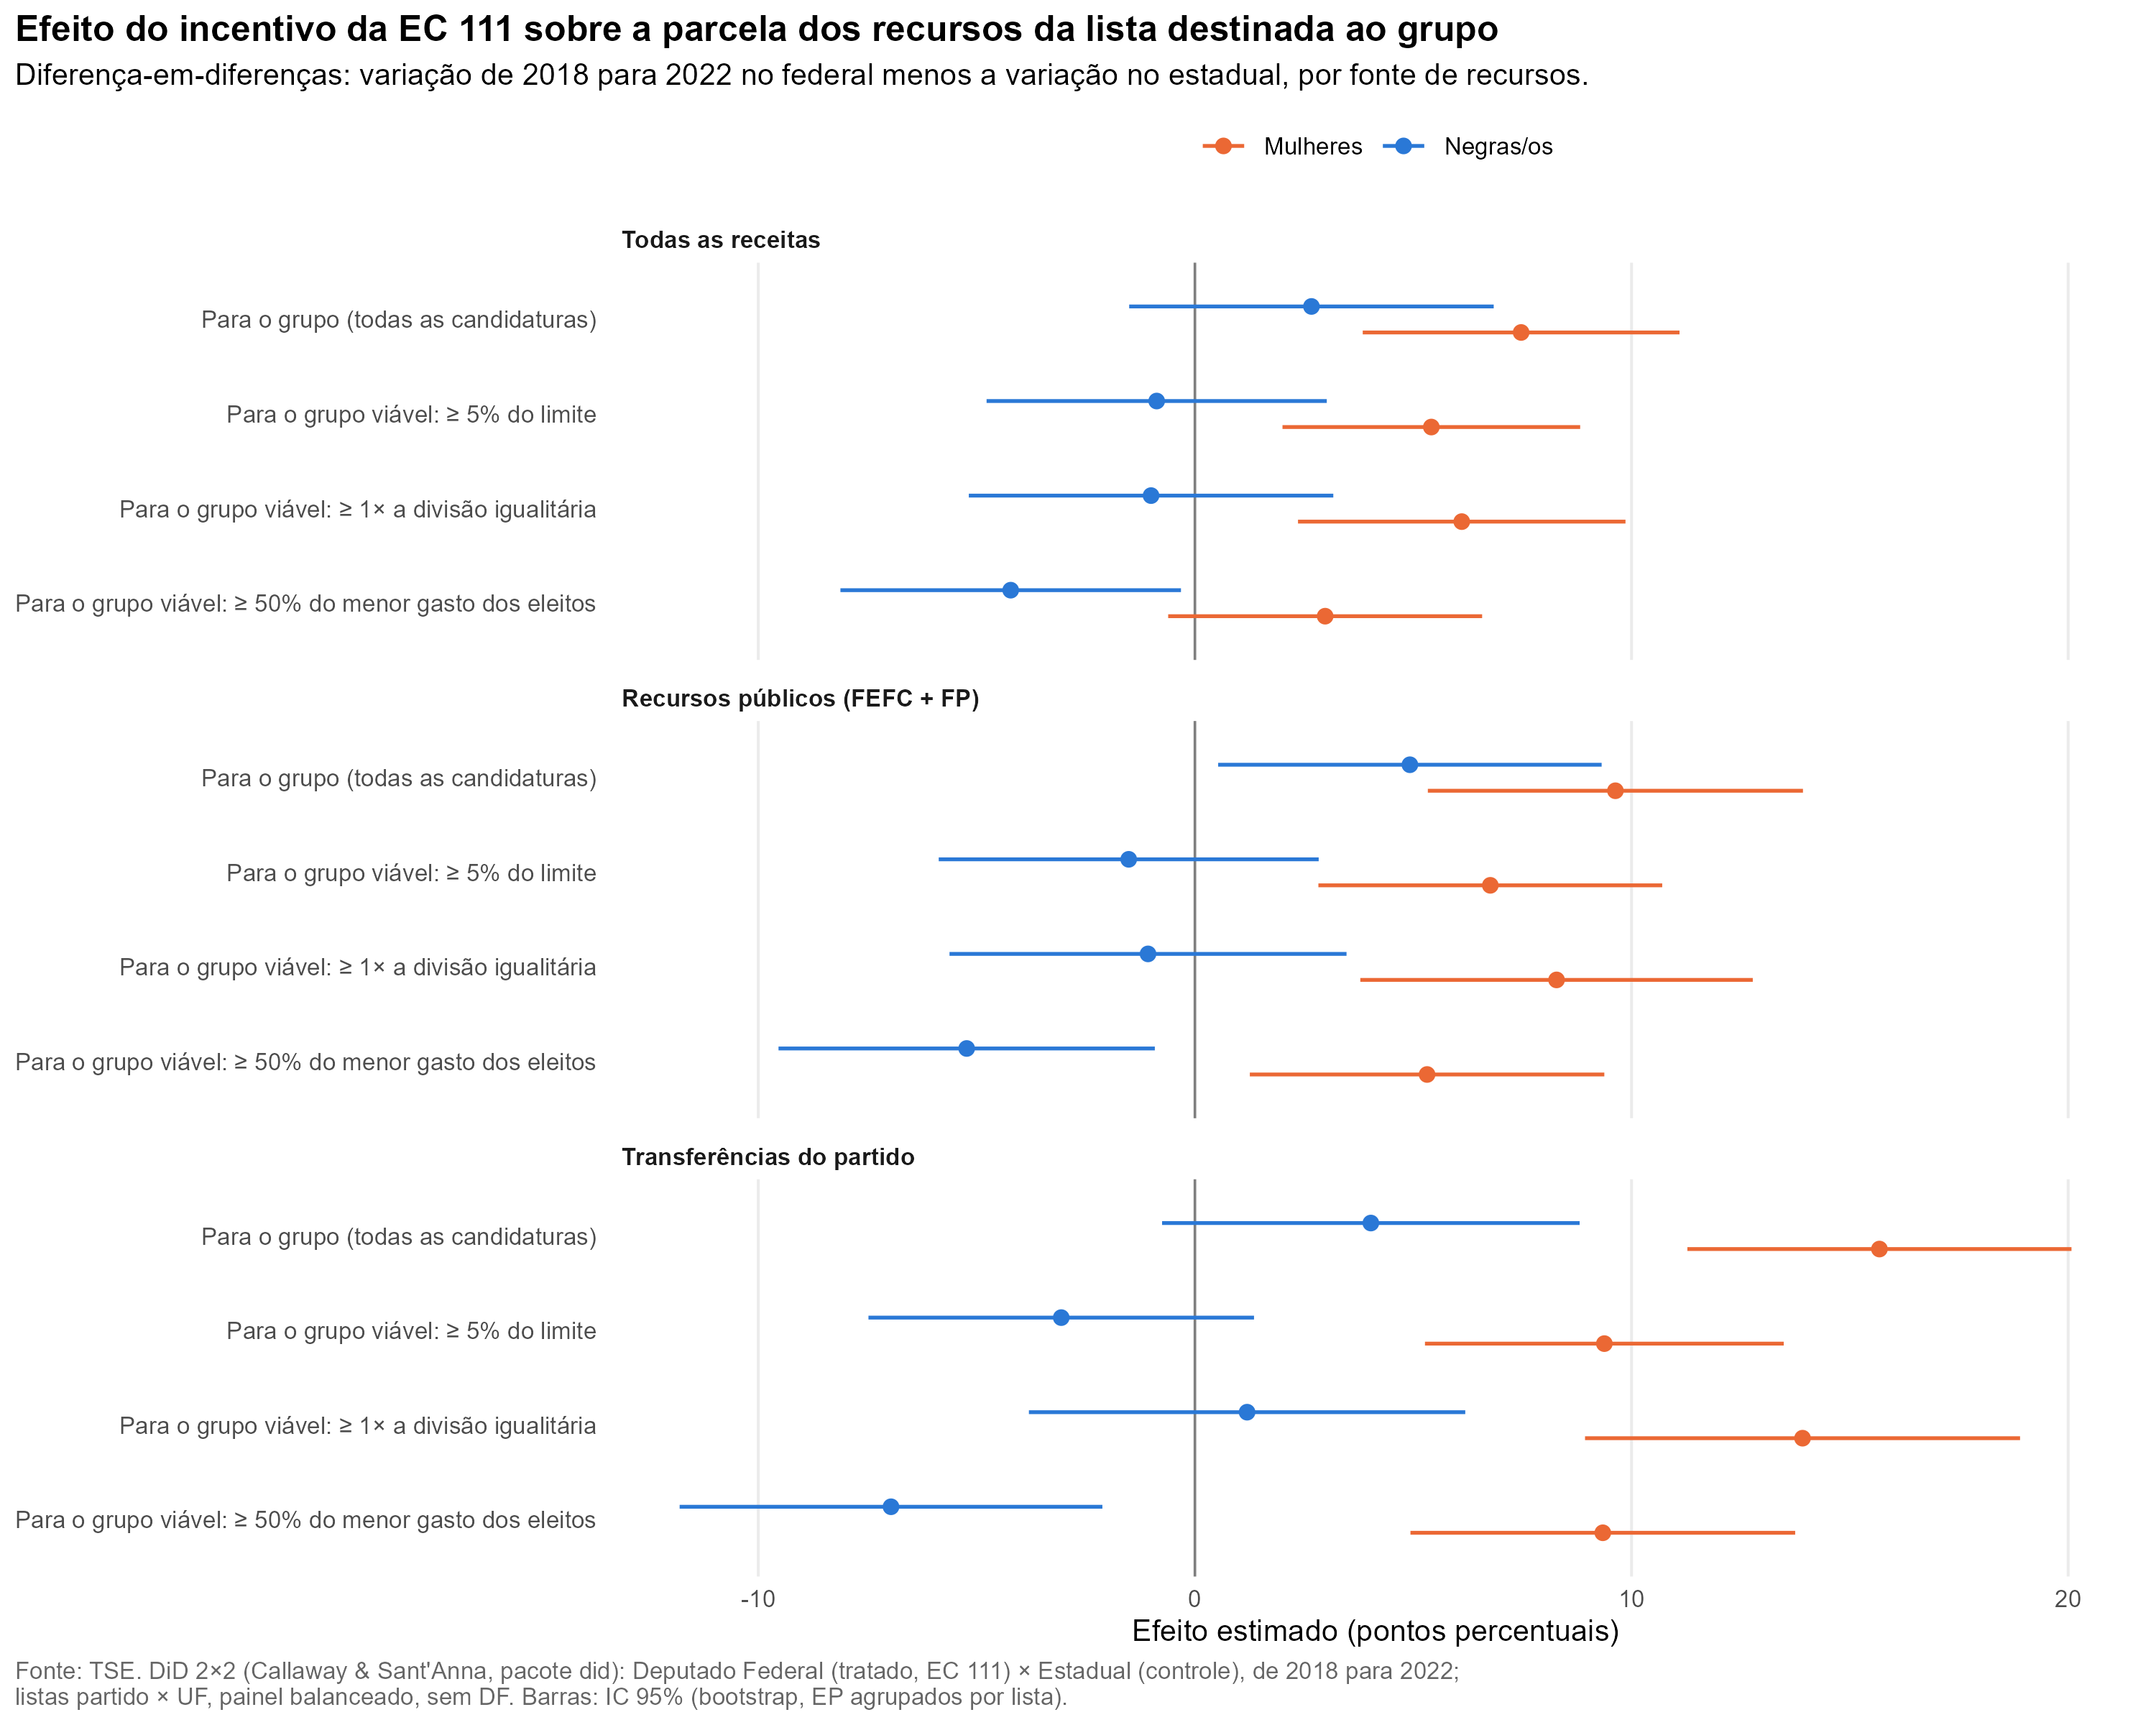 Efeito do incentivo da EC 111 sobre a parcela dos recursos da lista destinada ao grupo
Diferença-em-diferenças: variação de 2018 para 2022 no federal menos a variação no estadual, por fonte de recursos.
Mulheres Negras/os
Todas as receitas
Para o grupo (todas as candidaturas)
Para o grupo viável: ≥ 5% do limite
Para o grupo viável: ≥ 1× a divisão igualitária
Para o grupo viável: ≥ 50% do menor gasto dos eleitos
Recursos públicos (FEFC + FP)
Para o grupo (todas as candidaturas)
Para o grupo viável: ≥ 5% do limite
Para o grupo viável: ≥ 1× a divisão igualitária
Para o grupo viável: ≥ 50% do menor gasto dos eleitos
Transferências do partido
Para o grupo (todas as candidaturas)
Para o grupo viável: ≥ 5% do limite
Para o grupo viável: ≥ 1× a divisão igualitária
Para o grupo viável: ≥ 50% do menor gasto dos eleitos
-10 0 10 20
Efeito estimado (pontos percentuais)
Fonte: TSE. DiD 2×2 (Callaway & Sant'Anna, pacote did): Deputado Federal (tratado, EC 111) × Estadual (controle), de 2018 para 2022;
listas partido × UF, painel balanceado, sem DF. Barras: IC 95% (bootstrap, EP agrupados por lista).